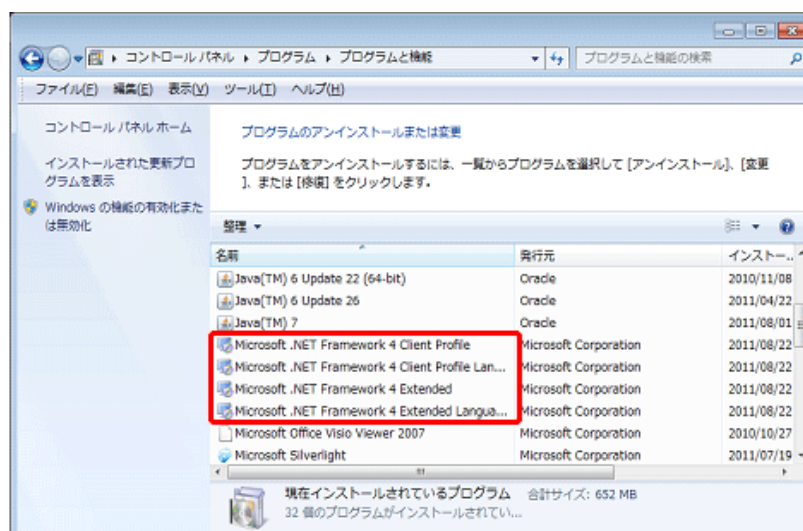 コントロール パネル ▸ プログラム ▸ プログラムと機能
プログラムと機能の検索
ファイル(F) 編集(E) 表示(V) ツール(T) ヘルプ(H)
コントロール パネル ホーム
インストールされた更新プログラムを表示
Windows の機能の有効化または無効化
プログラムのアンインストールまたは変更
プログラムをアンインストールするには、一覧からプログラムを選択して [アンインストール]、[変更
]、または [修復] をクリックします。
整理
名前 発行元 インストー...
Java(TM) 6 Update 22 (64-bit) Oracle 2010/11/08
Java(TM) 6 Update 26 Oracle 2011/04/22
Java(TM) 7 Oracle 2011/08/01
Microsoft .NET Framework 4 Client Profile Microsoft Corporation 2011/08/22
Microsoft .NET Framework 4 Client Profile Lan... Microsoft Corporation 2011/08/22
Microsoft .NET Framework 4 Extended Microsoft Corporation 2011/08/22
Microsoft .NET Framework 4 Extended Langua... Microsoft Corporation 2011/08/22
Microsoft Office Visio Viewer 2007 Microsoft Corporation 2010/10/27
Microsoft Silverlight Microsoft Corporation 2011/07/19
現在インストールされているプログラム 合計サイズ: 652 MB
32 個のプログラムがインストールされてい...